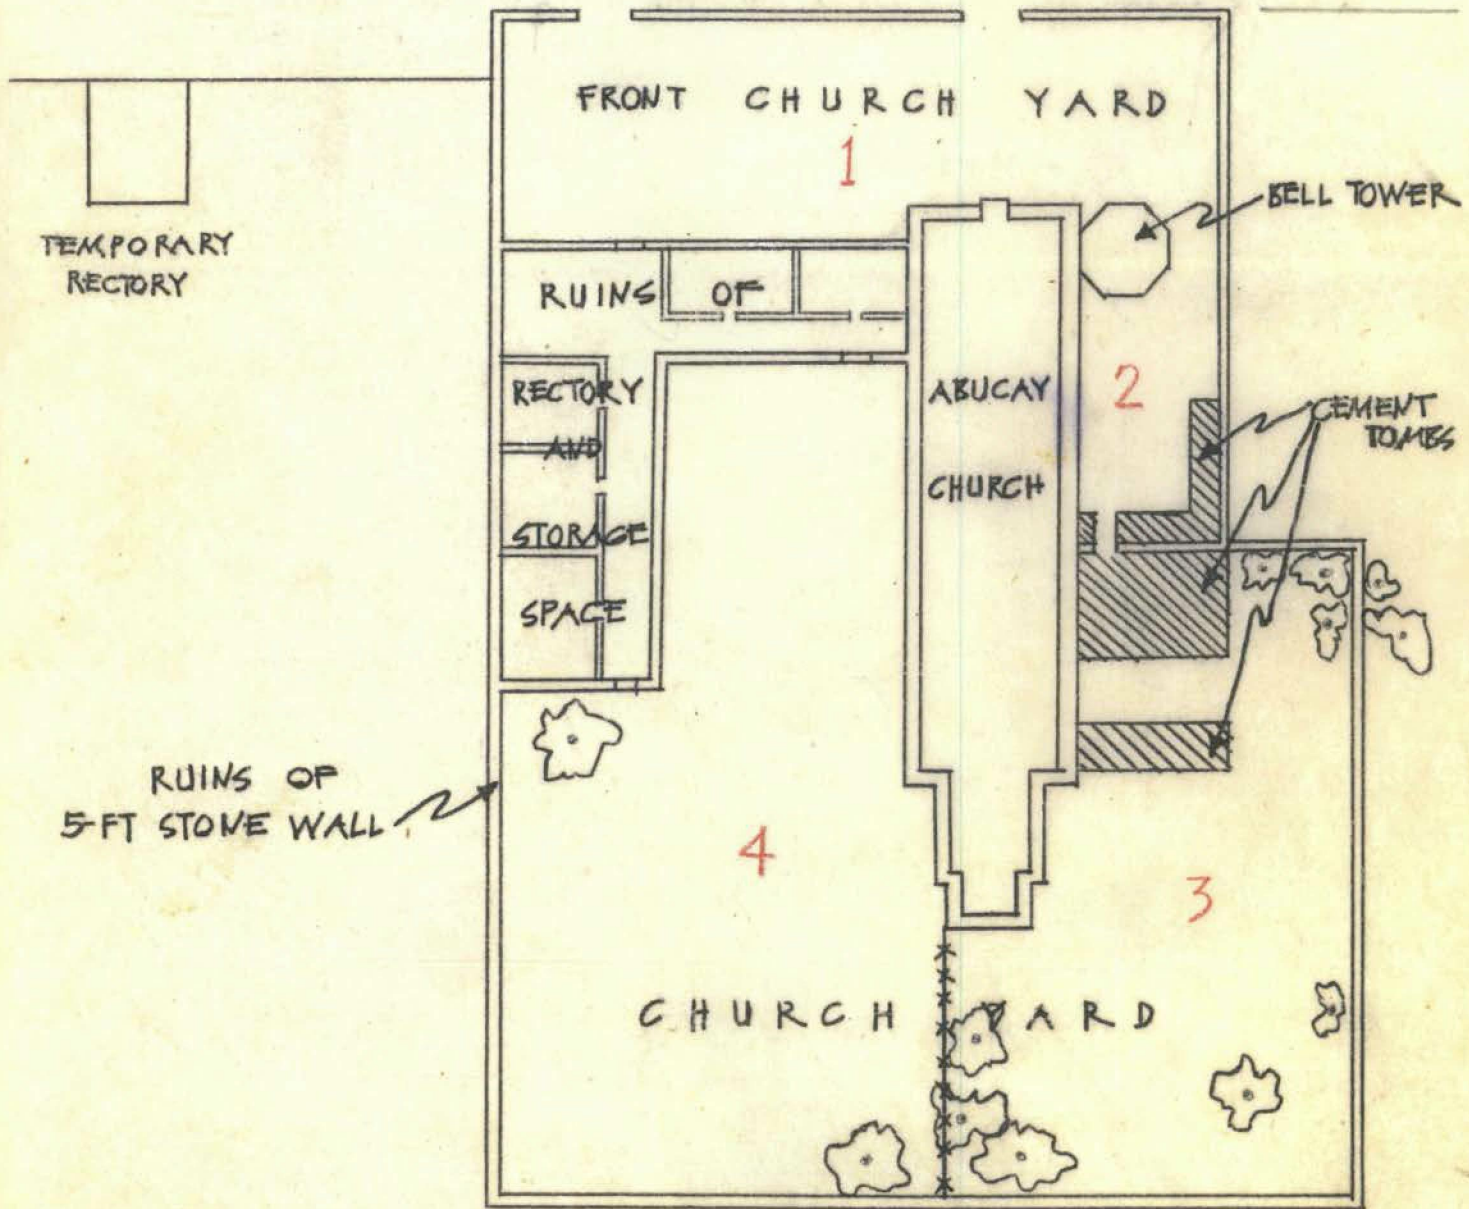 FRONT CHURCH YARD
1
BELL TOWER
TEMPORARY
RECTORY
RUINS OF
RECTORY
AND
STORAGE
SPACE
ABUCAY
CHURCH
2
CEMENT
TOMBS
RUINS OF
5-FT STONE WALL
4
3
CHURCH YARD